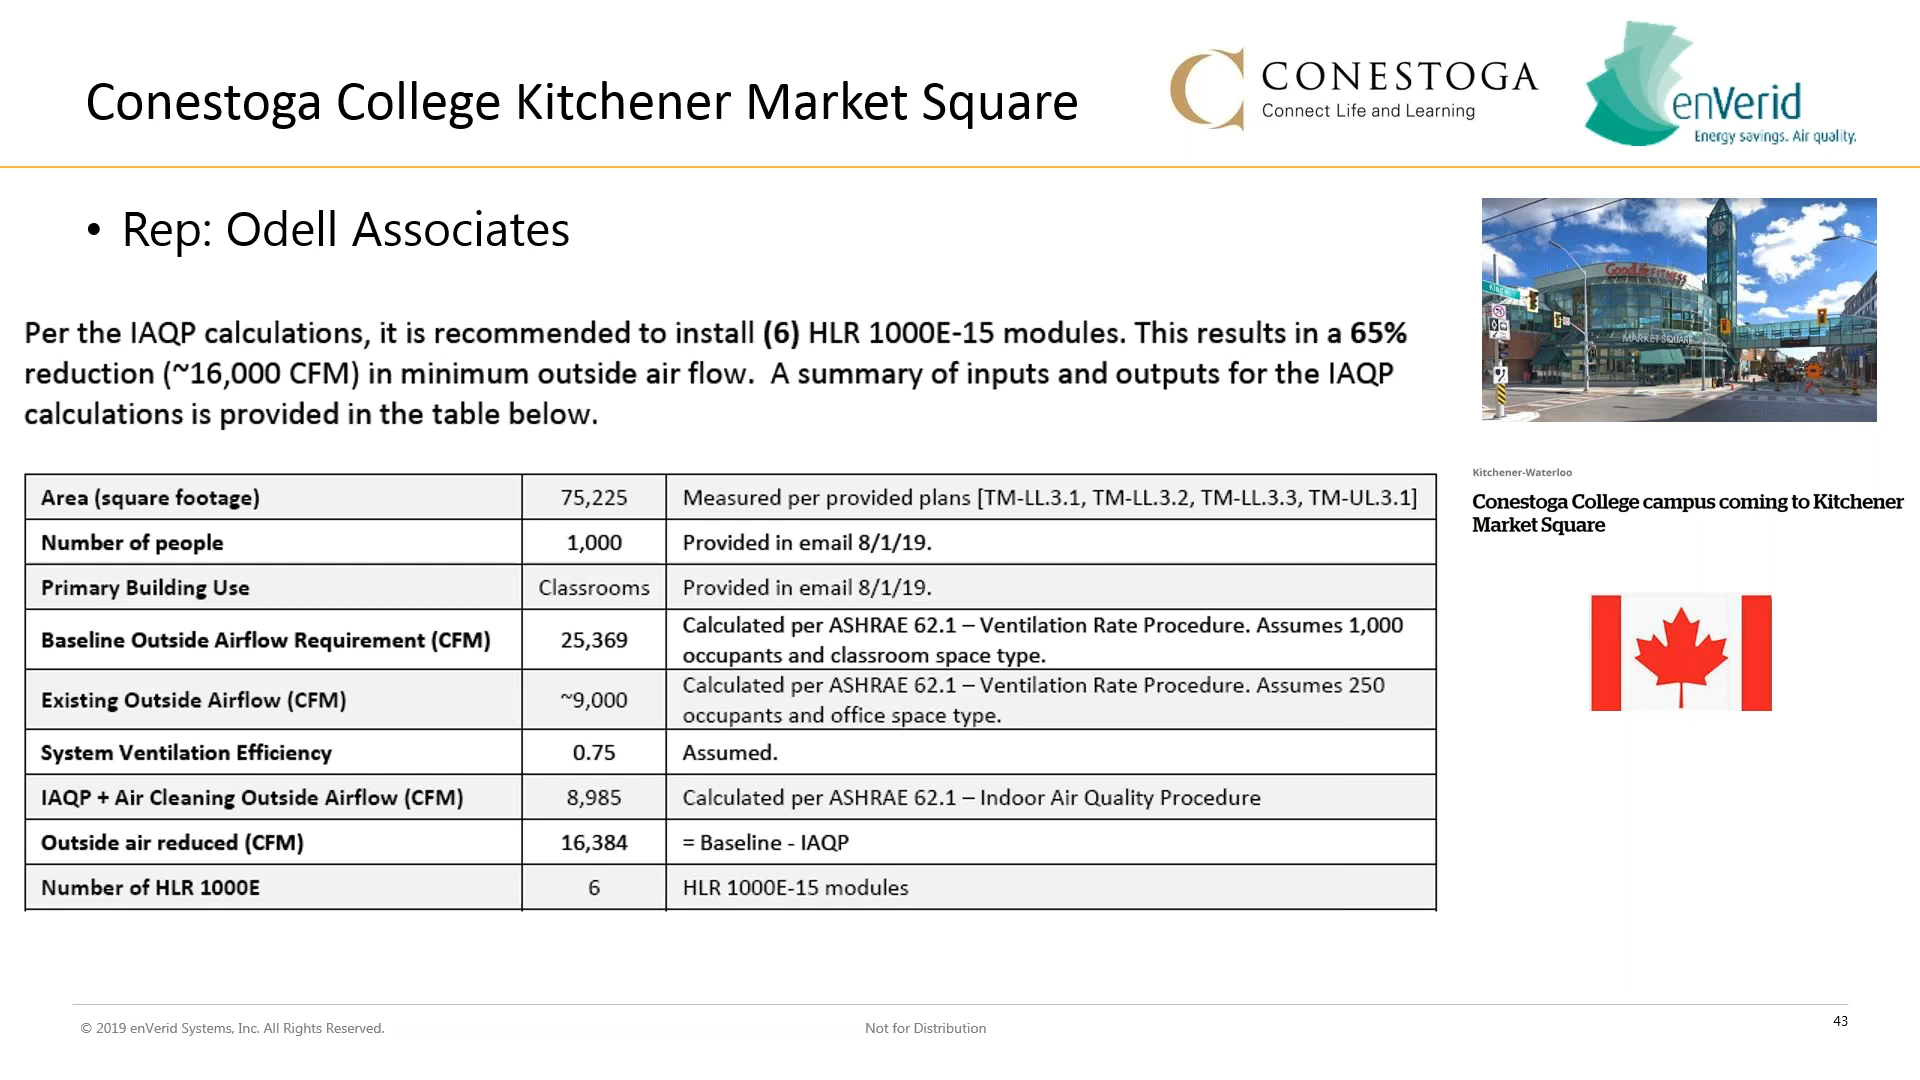 Conestoga College Kitchener Market Square
CONESTOGA
Connect Life and Learning
enVerid
Energy savings. Air quality.
• Rep: Odell Associates
Per the IAQP calculations, it is recommended to install (6) HLR 1000E-15 modules. This results in a 65%
reduction (~16,000 CFM) in minimum outside air flow.  A summary of inputs and outputs for the IAQP
calculations is provided in the table below.
Area (square footage) 75,225 Measured per provided plans [TM-LL.3.1, TM-LL.3.2, TM-LL.3.3, TM-UL.3.1]
Number of people 1,000 Provided in email 8/1/19.
Primary Building Use Classrooms Provided in email 8/1/19.
Baseline Outside Airflow Requirement (CFM) 25,369 Calculated per ASHRAE 62.1 – Ventilation Rate Procedure. Assumes 1,000
occupants and classroom space type.
Existing Outside Airflow (CFM) ~9,000 Calculated per ASHRAE 62.1 – Ventilation Rate Procedure. Assumes 250
occupants and office space type.
System Ventilation Efficiency 0.75 Assumed.
IAQP + Air Cleaning Outside Airflow (CFM) 8,985 Calculated per ASHRAE 62.1 – Indoor Air Quality Procedure
Outside air reduced (CFM) 16,384 = Baseline - IAQP
Number of HLR 1000E 6 HLR 1000E-15 modules
GoodLife FITNESS
King
MARKET SQUARE
Kitchener-Waterloo
Conestoga College campus coming to Kitchener
Market Square
© 2019 enVerid Systems, Inc. All Rights Reserved.
Not for Distribution
43